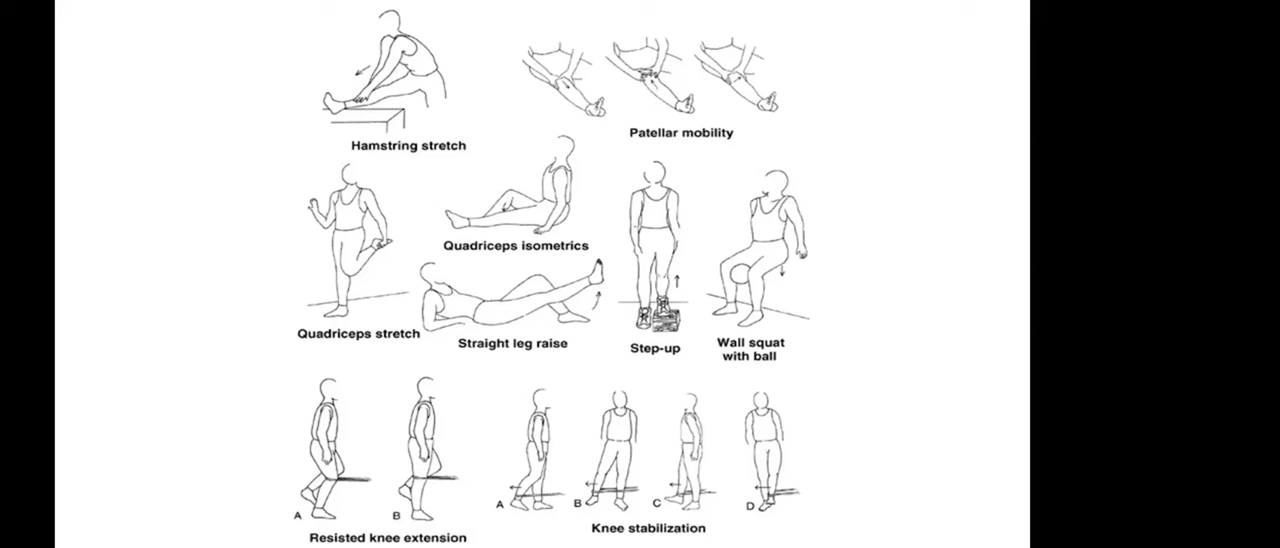 Hamstring stretch
Patellar mobility
Quadriceps isometrics
Quadriceps stretch
Straight leg raise
Step-up
Wall squat
with ball
A
B
Resisted knee extension
A
B
C
D
Knee stabilization